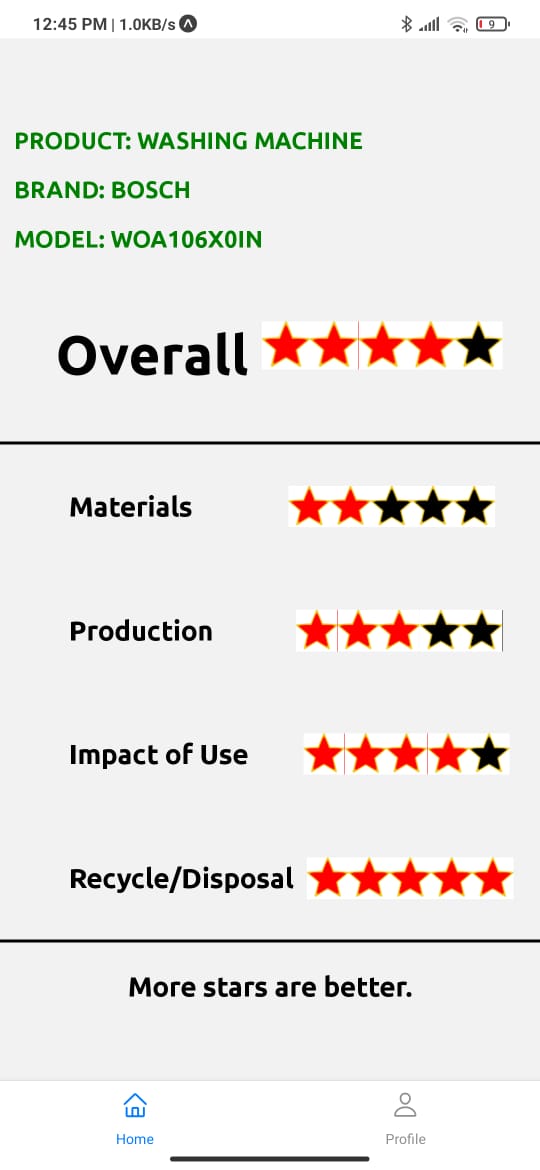 12:45 PM | 1.0KB/s
9
PRODUCT: WASHING MACHINE
BRAND: BOSCH
MODEL: WOA106X0IN
Overall
Materials
Production
Impact of Use
Recycle/Disposal
More stars are better.
Home
Profile